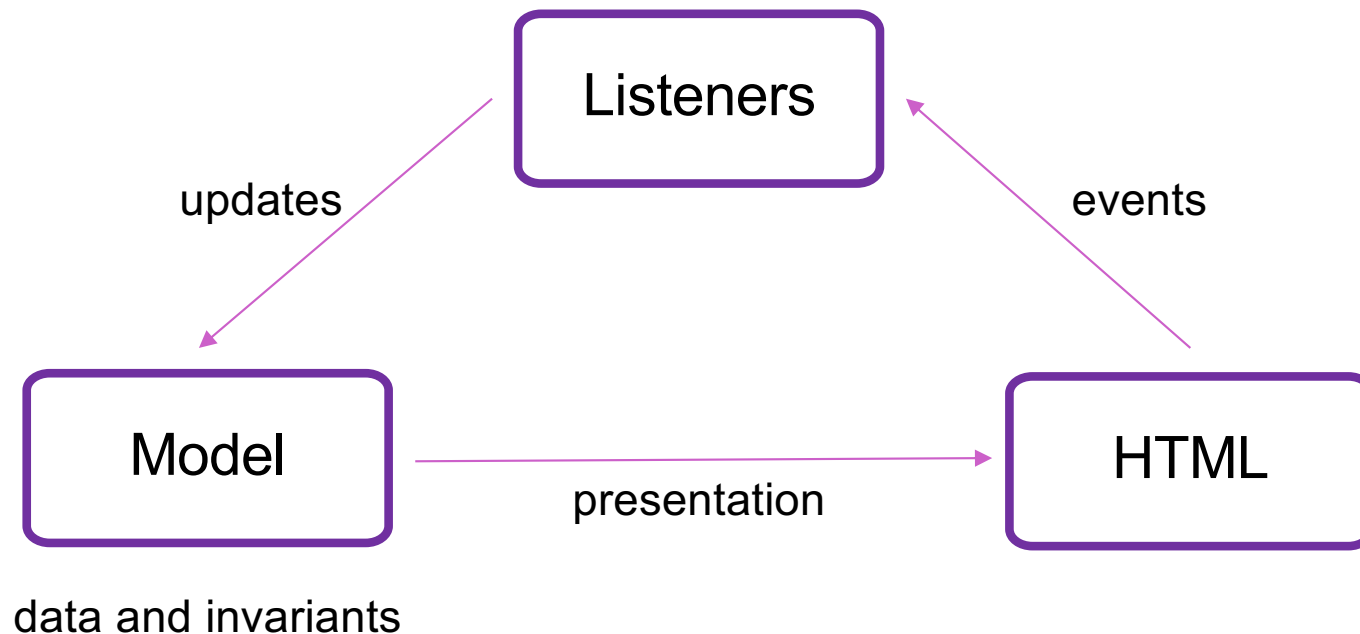 Listeners
updates
events
Model
HTML
presentation
data and invariants